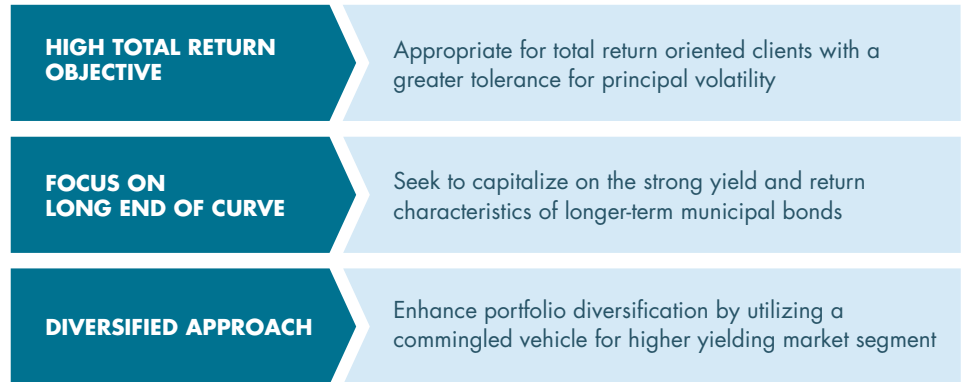 HIGH TOTAL RETURN
OBJECTIVE
Appropriate for total return oriented clients with a
greater tolerance for principal volatility
FOCUS ON
LONG END OF CURVE
Seek to capitalize on the strong yield and return
characteristics of longer-term municipal bonds
DIVERSIFIED APPROACH
Enhance portfolio diversification by utilizing a
commingled vehicle for higher yielding market segment